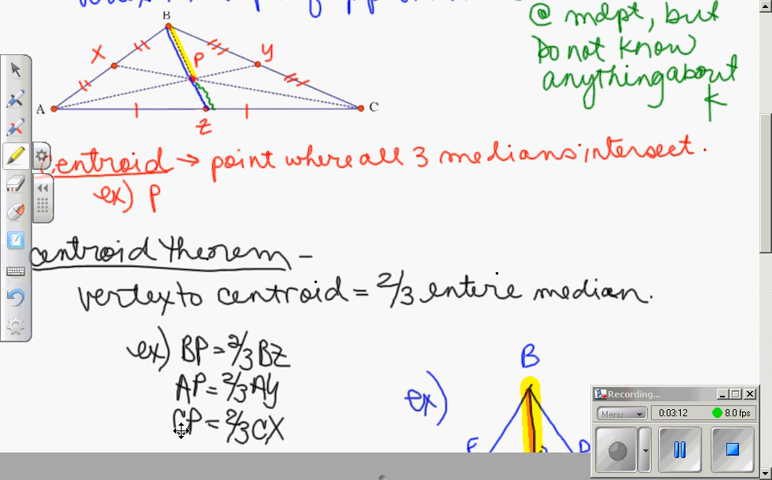 @ mdpt, but
Do not know
anything about
K
B
X
Y
P
A
C
Z
centroid → point where all 3 medians intersect.
ex) P
centroid theorem -
vertex to centroid = 2/3 enterie median.
ex) BP = 2/3 BZ
AP = 2/3 AY
CP = 2/3 CX
B
ex)
Recording...
Menu
0:03:12
8.0 fps